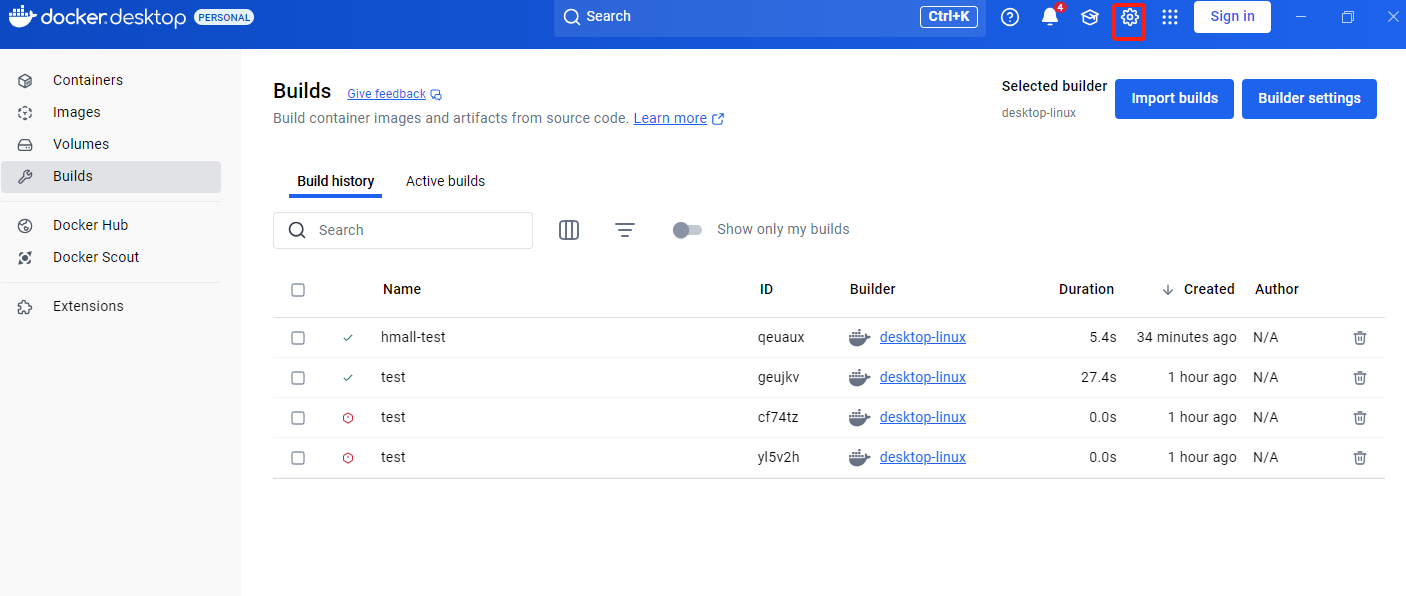 docker.desktop PERSONAL Search Ctrl+K 4 Sign in
Containers
Images
Volumes
Builds
Docker Hub
Docker Scout
Extensions
Builds Give feedback
Build container images and artifacts from source code. Learn more
Selected builder
desktop-linux
Import builds Builder settings
Build history Active builds
Search Show only my builds
Name ID Builder Duration Created Author
hmall-test qeuaux desktop-linux 5.4s 34 minutes ago N/A
test geujkv desktop-linux 27.4s 1 hour ago N/A
test cf74tz desktop-linux 0.0s 1 hour ago N/A
test yl5v2h desktop-linux 0.0s 1 hour ago N/A